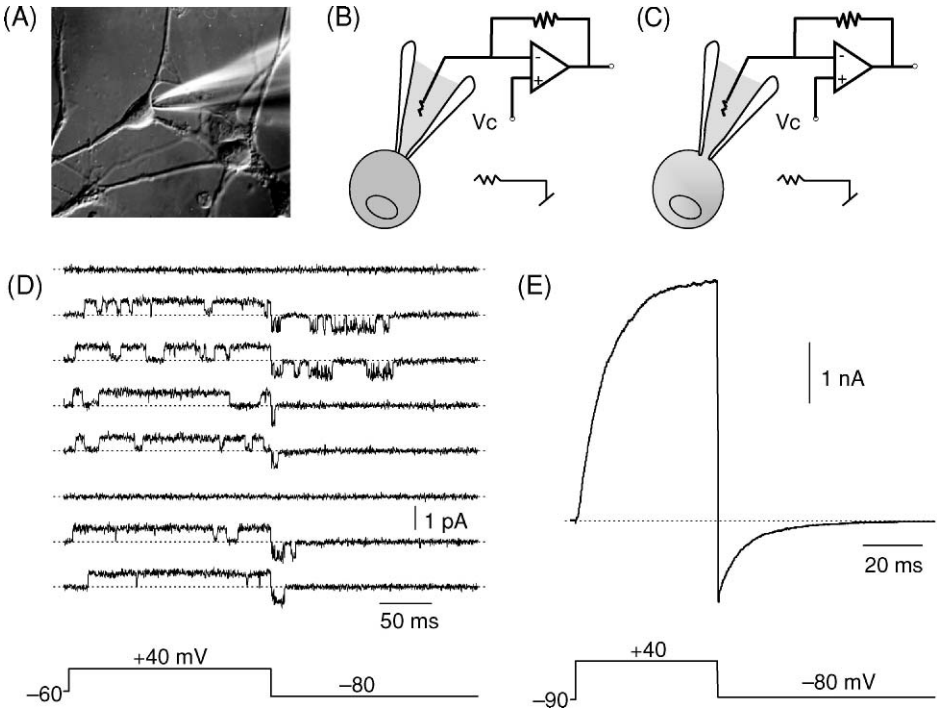 (A)
(B)
-
+
Vc
(C)
-
+
Vc
(D)
1 pA
50 ms
+40 mV
−60
−80
(E)
1 nA
20 ms
+40
−90
−80 mV